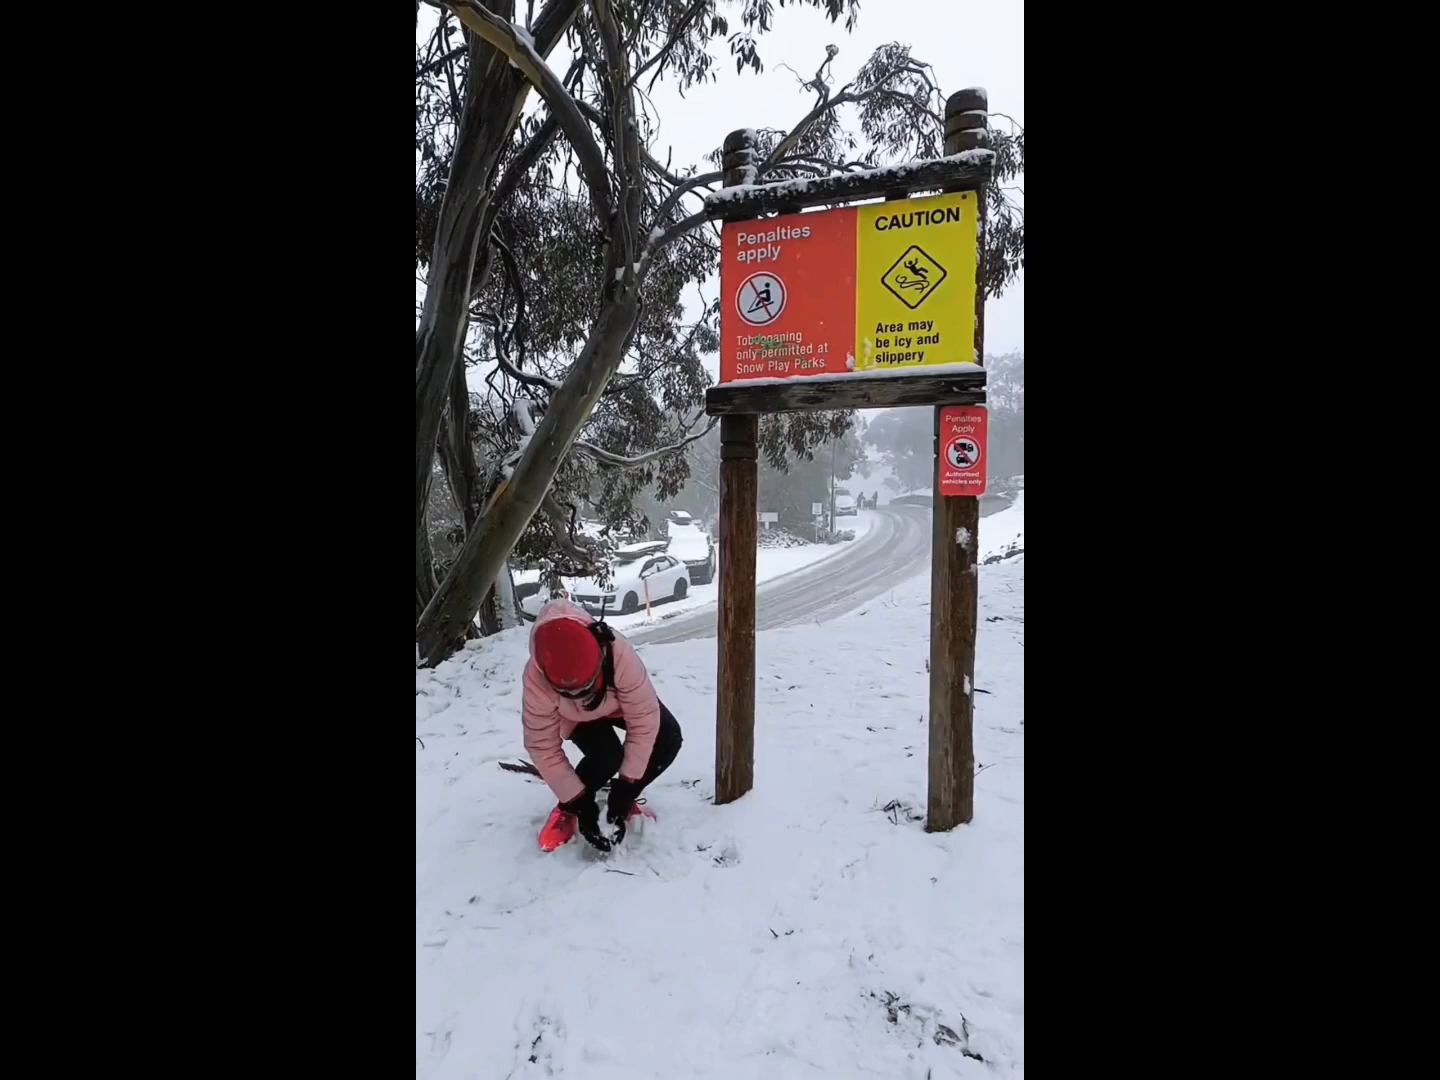 Penalties
apply
Tobogganing
only permitted at
Snow Play Parks
CAUTION
Area may
be icy and
slippery
Penalties
Apply
Authorised
vehicles only